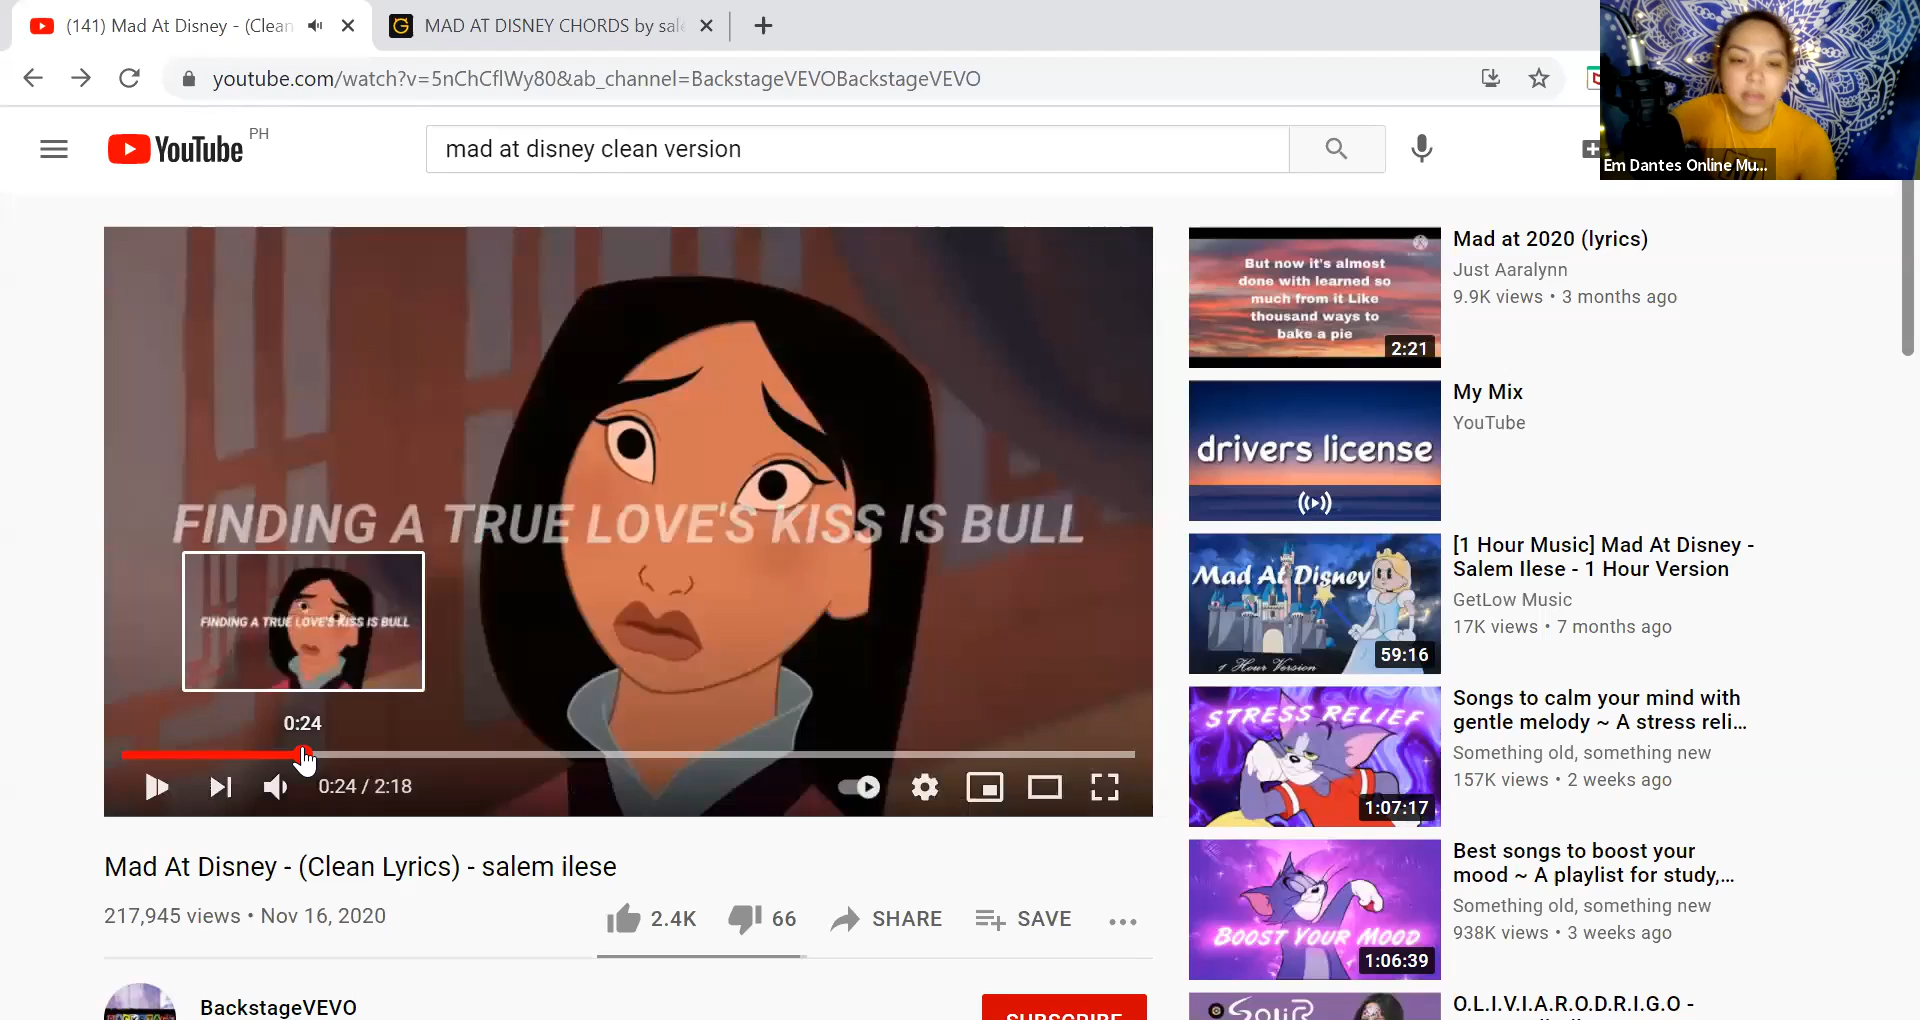 (141) Mad At Disney - (Clean
MAD AT DISNEY CHORDS by sal
youtube.com/watch?v=5nChCflWy80&ab_channel=BackstageVEVOBackstageVEVO
YouTube PH
mad at disney clean version
Em Dantes Online Mu...
FINDING A TRUE LOVE'S KISS IS BULL
FINDING A TRUE LOVE'S KISS IS BULL
0:24
0:24 / 2:18
Mad At Disney - (Clean Lyrics) - salem ilese
217,945 views • Nov 16, 2020
2.4K
66
SHARE
SAVE
BackstageVEVO
SUBSCRIBE
But now it's almost
done with learned so
much from it Like
thousand ways to
bake a pie
2:21
Mad at 2020 (lyrics)
Just Aaralynn
9.9K views • 3 months ago
drivers license
My Mix
YouTube
Mad At Disney
1 Hour Version
59:16
[1 Hour Music] Mad At Disney -
Salem Ilese - 1 Hour Version
GetLow Music
17K views • 7 months ago
STRESS RELIEF
1:07:17
Songs to calm your mind with
gentle melody ~ A stress reli...
Something old, something new
157K views • 2 weeks ago
BOOST YOUR MOOD
1:06:39
Best songs to boost your
mood ~ A playlist for study,...
Something old, something new
938K views • 3 weeks ago
O.L.I.V.I.A.R.O.D.R.I.G.O -